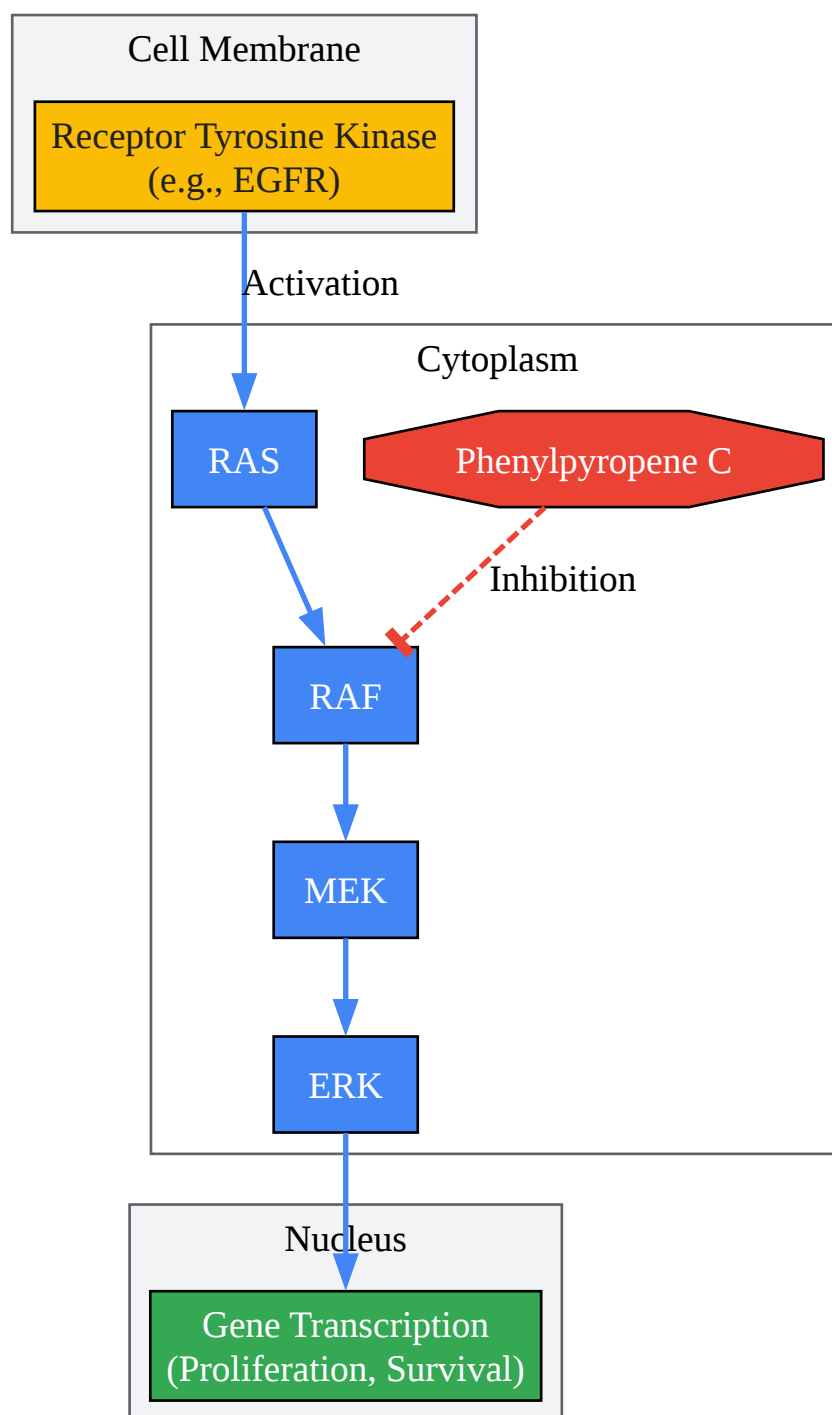 Cell Membrane
Receptor Tyrosine Kinase
(e.g., EGFR)
Activation
Cytoplasm
RAS
Phenylpyropene C
Inhibition
RAF
MEK
ERK
Nucleus
Gene Transcription
(Proliferation, Survival)